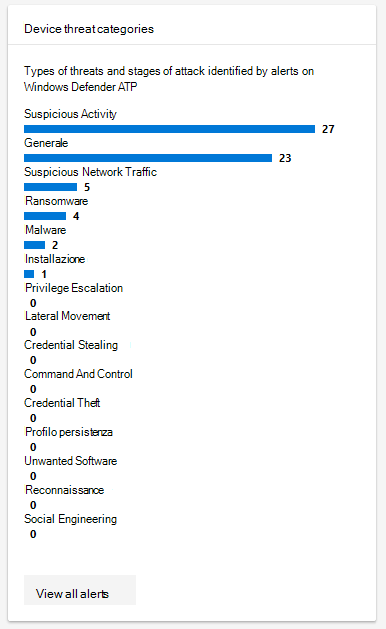 Device threat categories
Types of threats and stages of attack identified by alerts on
Windows Defender ATP
Suspicious Activity
27
Generale
23
Suspicious Network Traffic
5
Ransomware
4
Malware
2
Installazione
1
Privilege Escalation
0
Lateral Movement
0
Credential Stealing
0
Command And Control
0
Credential Theft
0
Profilo persistenza
0
Unwanted Software
0
Reconnaissance
0
Social Engineering
0
View all alerts